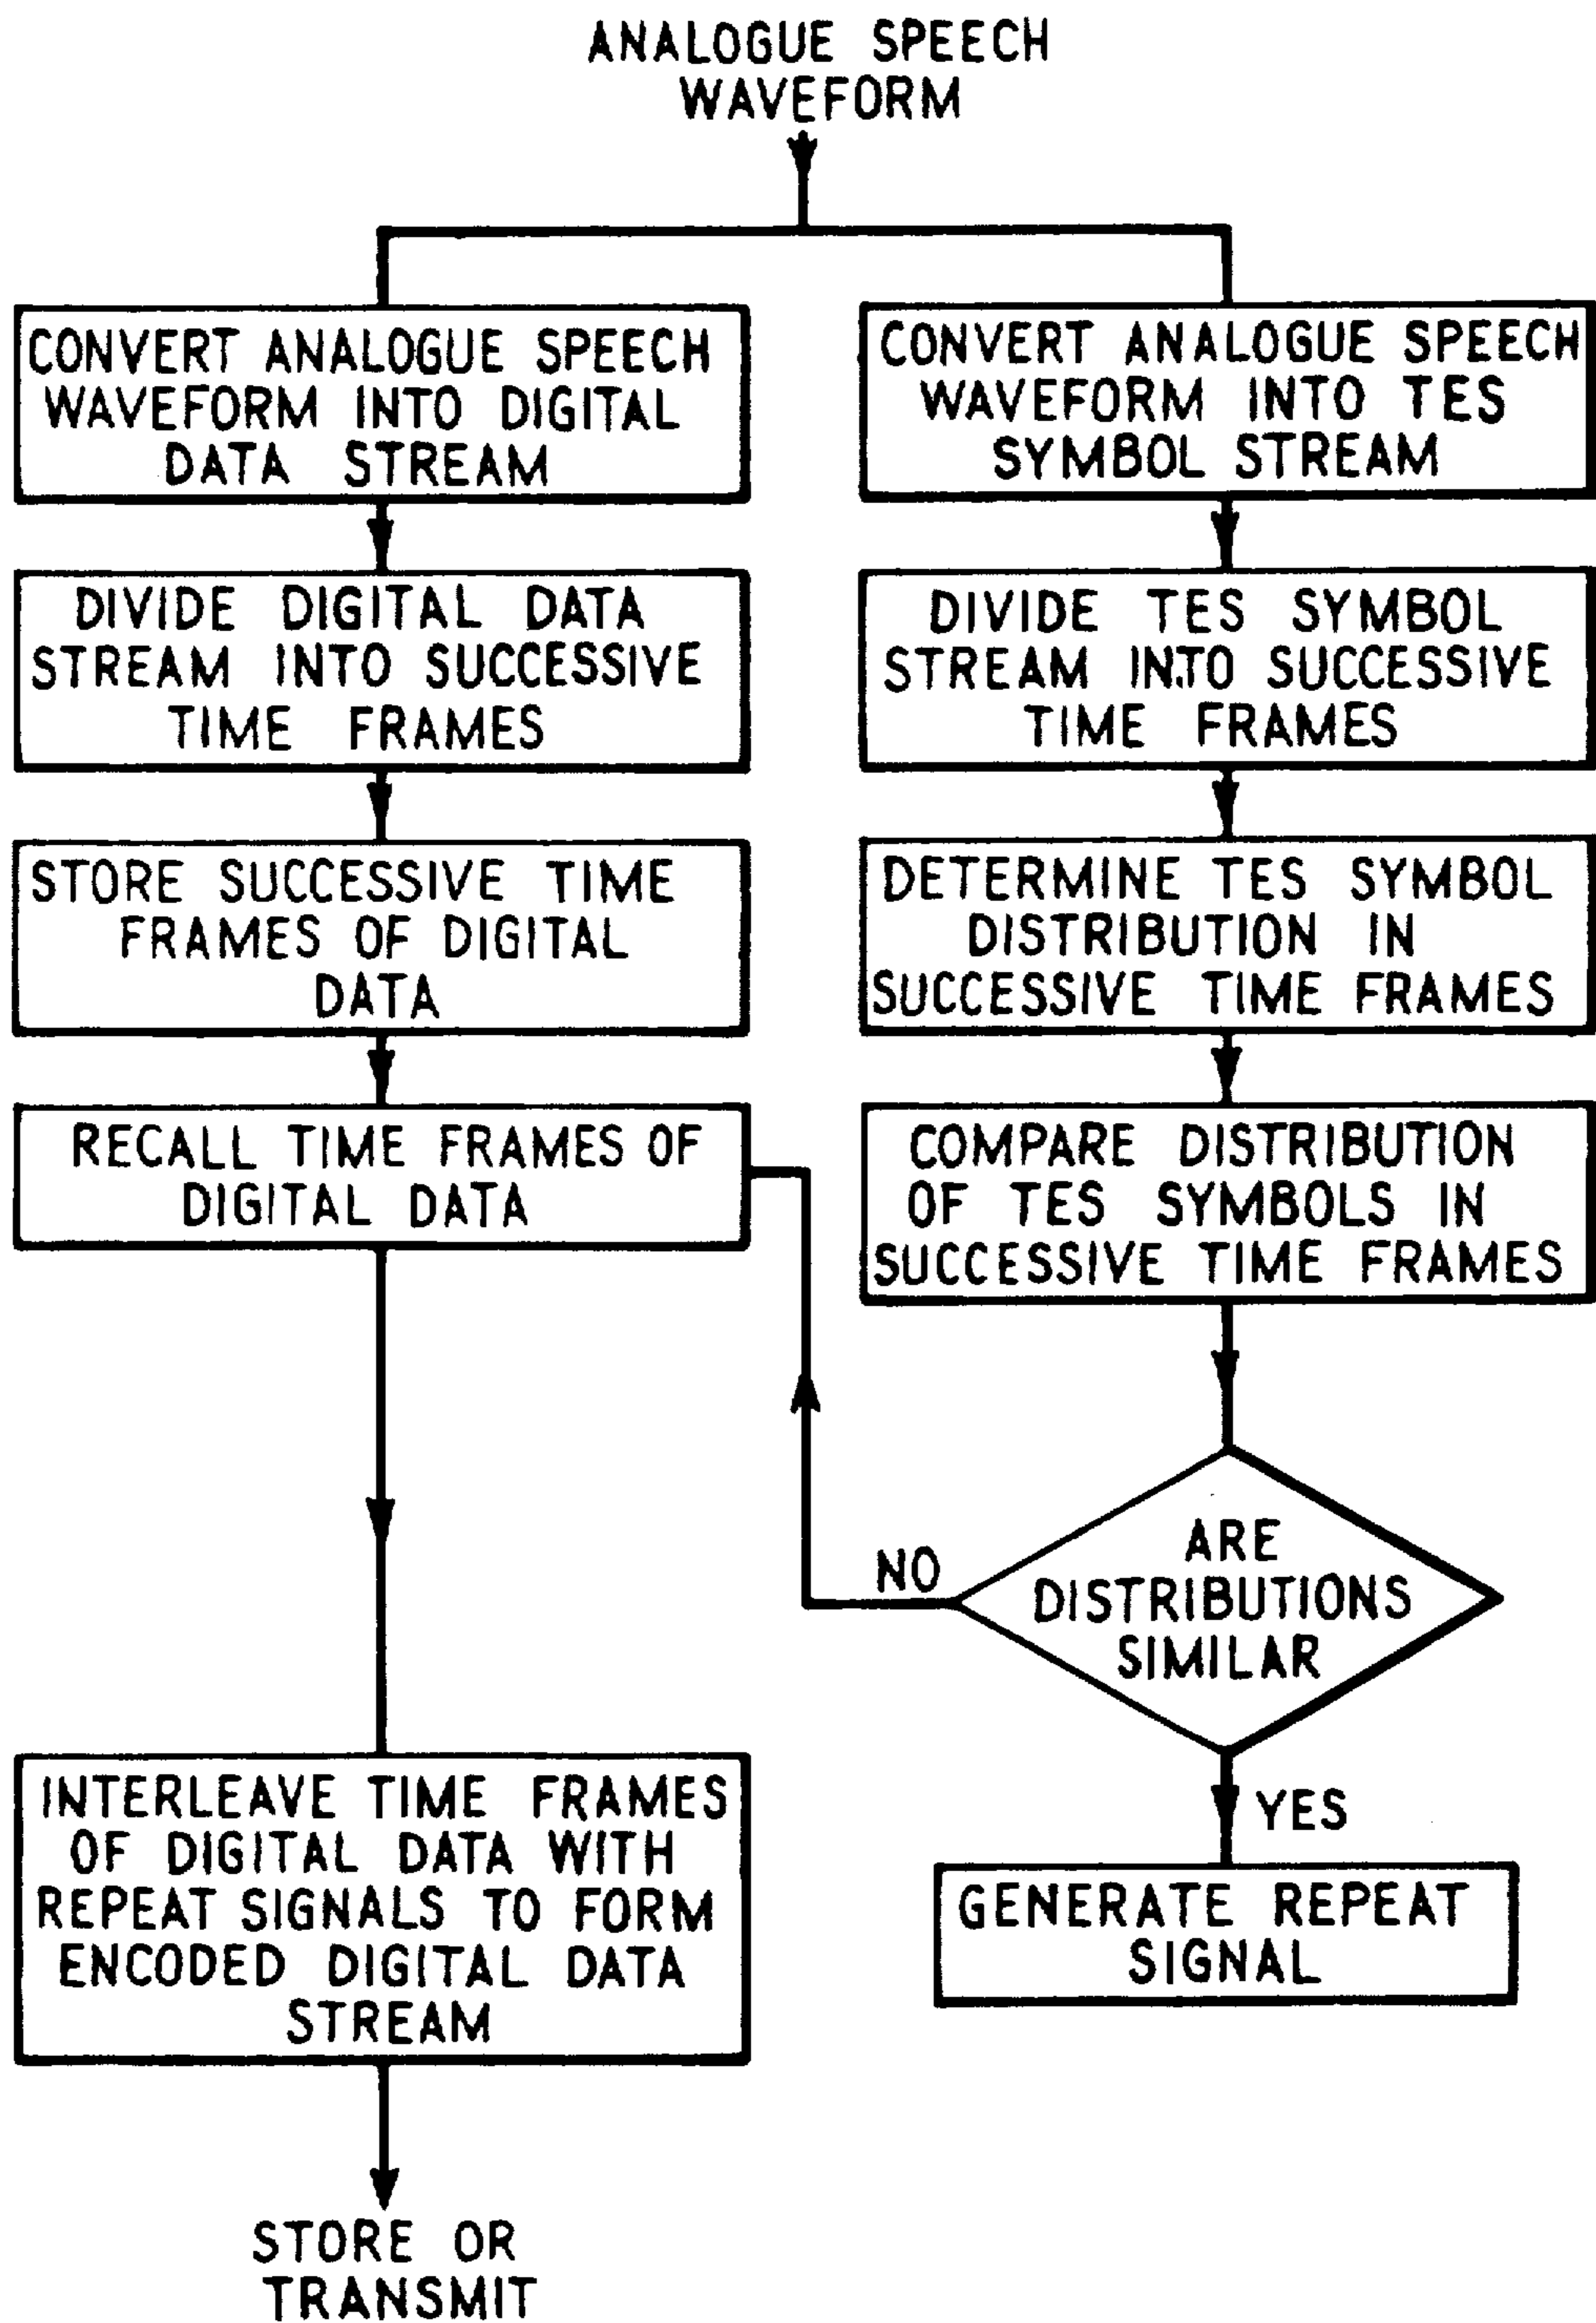 ANALOGUE SPEECH
WAVEFORM
CONVERT ANALOGUE SPEECH
WAVEFORM INTO DIGITAL
DATA STREAM
DIVIDE DIGITAL DATA
STREAM INTO SUCCESSIVE
TIME FRAMES
STORE SUCCESSIVE TIME
FRAMES OF DIGITAL
DATA
RECALL TIME FRAMES OF
DIGITAL DATA
INTERLEAVE TIME FRAMES
OF DIGITAL DATA WITH
REPEAT SIGNALS TO FORM
ENCODED DIGITAL DATA
STREAM
STORE OR
TRANSMIT
CONVERT ANALOGUE SPEECH
WAVEFORM INTO TES
SYMBOL STREAM
DIVIDE TES SYMBOL
STREAM INTO SUCCESSIVE
TIME FRAMES
DETERMINE TES SYMBOL
DISTRIBUTION IN
SUCCESSIVE TIME FRAMES
COMPARE DISTRIBUTION
OF TES SYMBOLS IN
SUCCESSIVE TIME FRAMES
ARE
DISTRIBUTIONS
SIMILAR
NO
YES
GENERATE REPEAT
SIGNAL